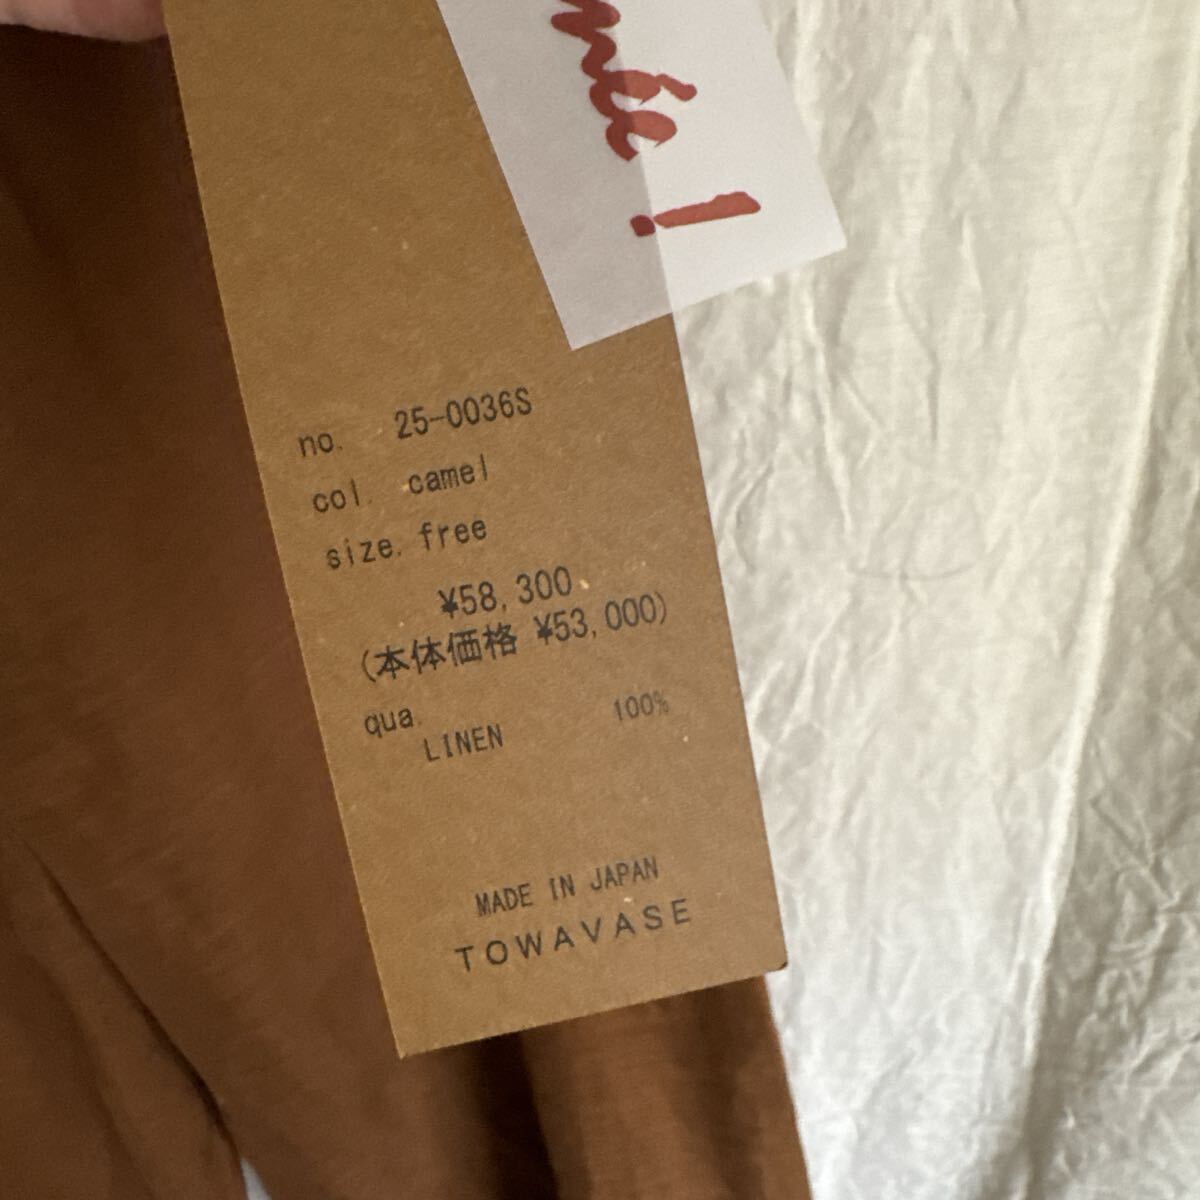 no. 25-0036S
col. camel
size. free
¥58,300
(本体価格 ¥53,000)
qua.
LINEN 100%
MADE IN JAPAN
TOWAVASE